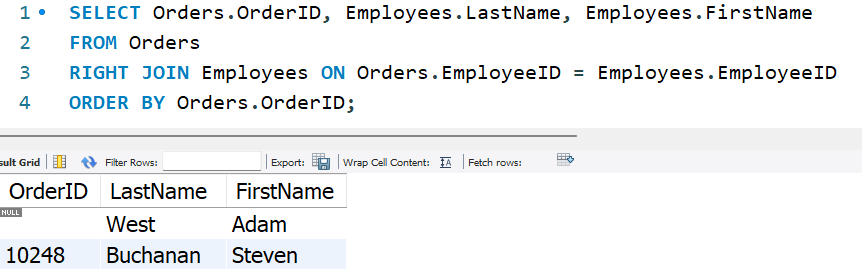 1 SELECT Orders.OrderID, Employees.LastName, Employees.FirstName
2 FROM Orders
3 RIGHT JOIN Employees ON Orders.EmployeeID = Employees.EmployeeID
4 ORDER BY Orders.OrderID;
sult Grid Filter Rows: Export: Wrap Cell Content: Fetch rows:
OrderID LastName FirstName
NULL West Adam
10248 Buchanan Steven